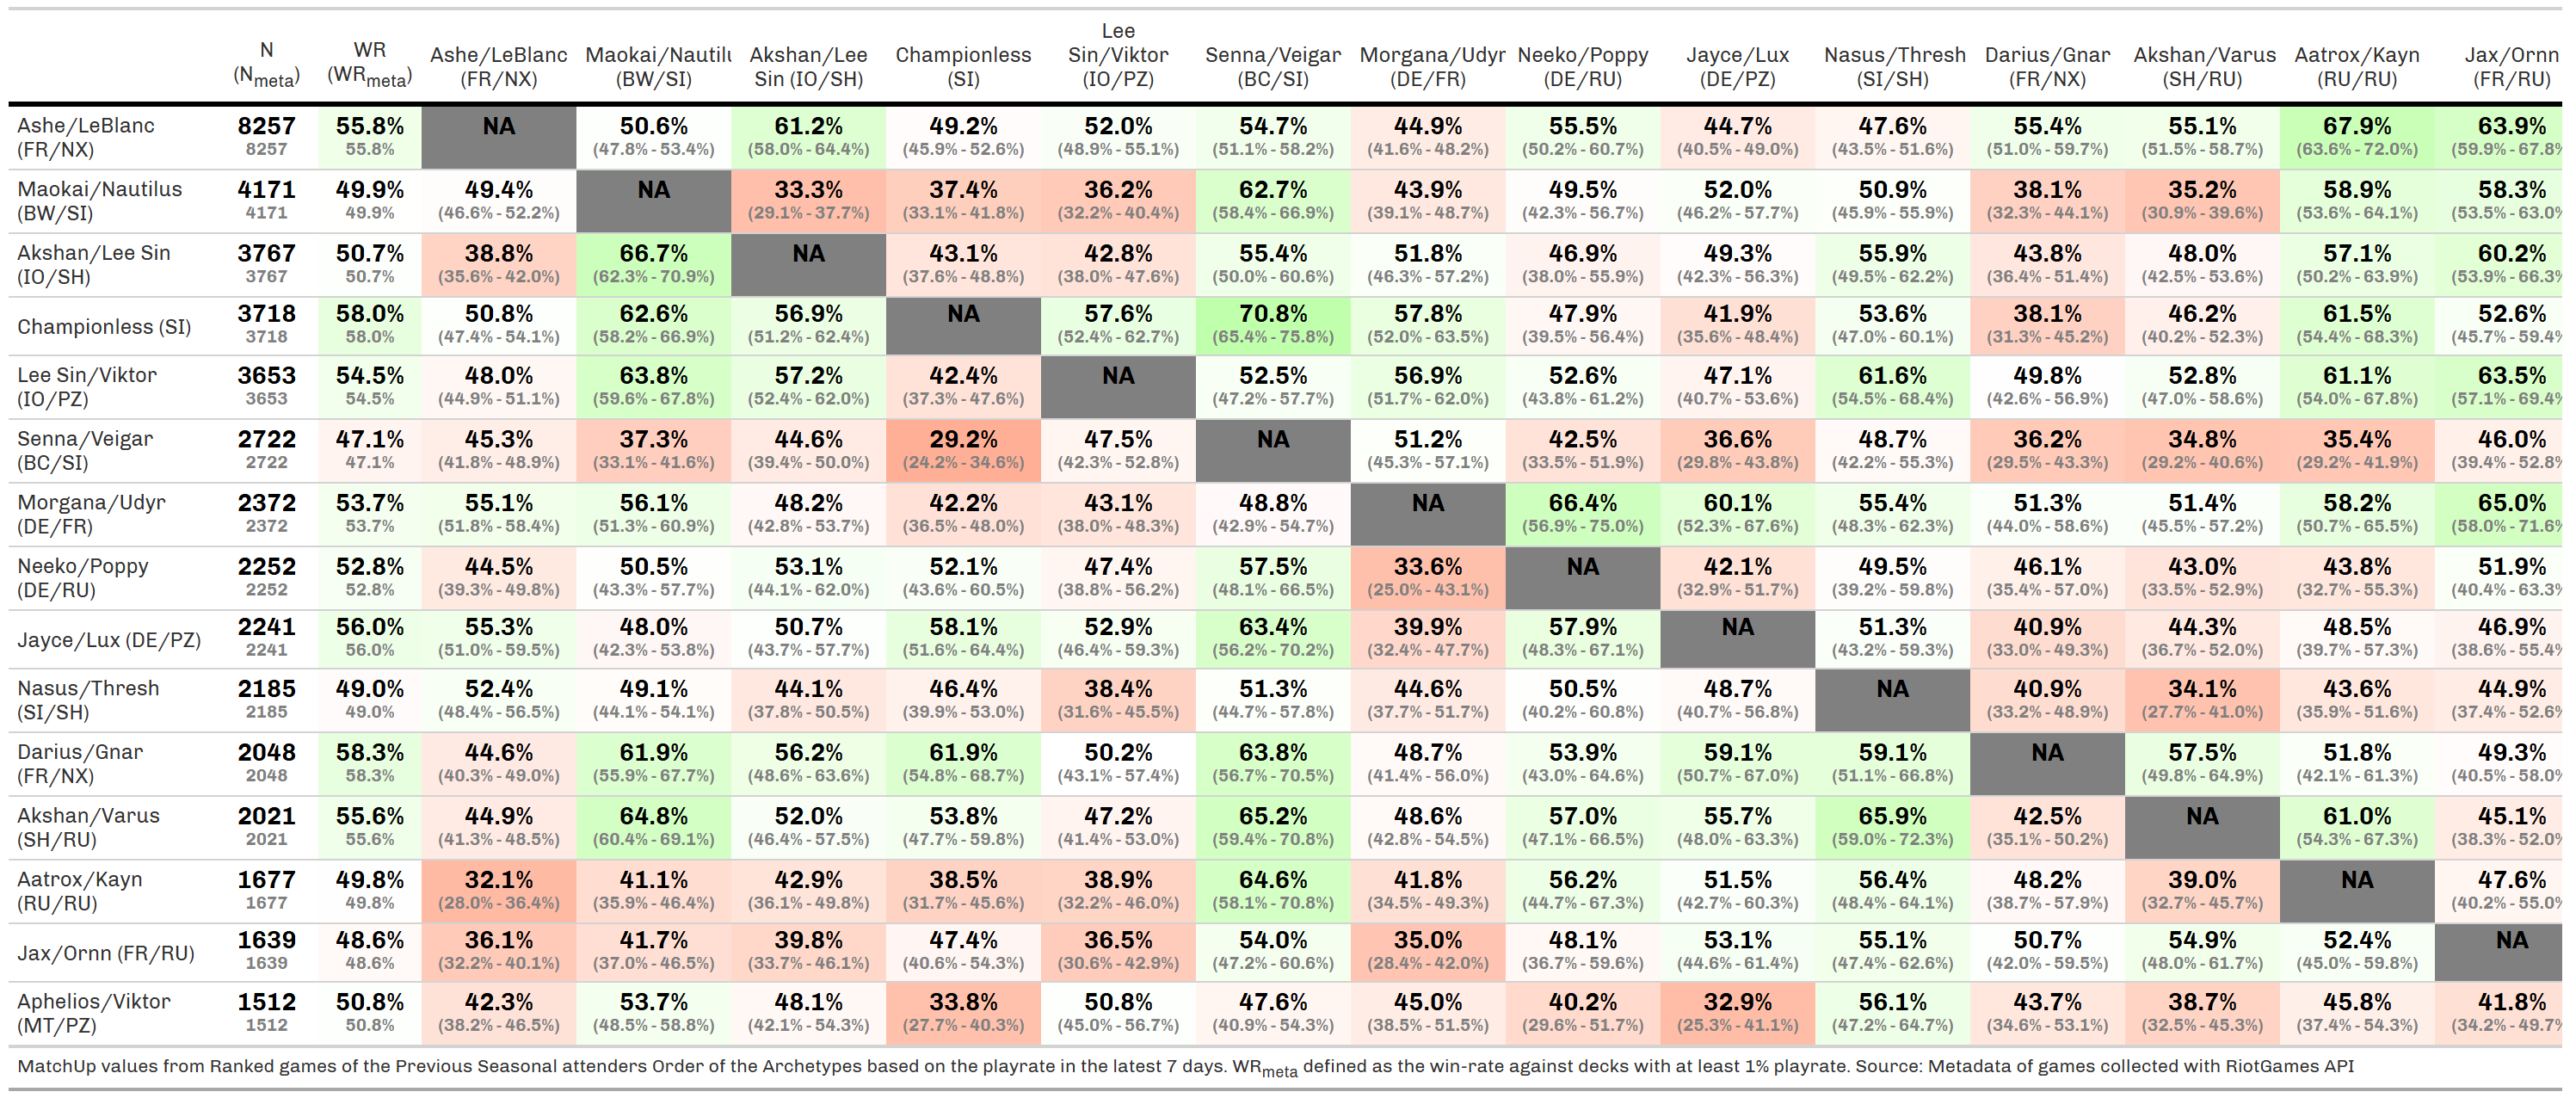 N (Nmeta) WR (WRmeta) Ashe/LeBlanc (FR/NX) Maokai/Nautilu (BW/SI) Akshan/Lee Sin (IO/SH) Championless (SI) Lee Sin/Viktor (IO/PZ) Senna/Veigar (BC/SI) Morgana/Udyr (DE/FR) Neeko/Poppy (DE/RU) Jayce/Lux (DE/PZ) Nasus/Thresh (SI/SH) Darius/Gnar (FR/NX) Akshan/Varus (SH/RU) Aatrox/Kayn (RU/RU) Jax/Ornn (FR/RU)
Ashe/LeBlanc 8257 55.8% NA 50.6% 61.2% 49.2% 52.0% 54.7% 44.9% 55.5% 44.7% 47.6% 55.4% 55.1% 67.9% 63.9%
(FR/NX) 8257 55.8% (47.8% - 53.4%) (58.0% - 64.4%) (45.9% - 52.6%) (48.9% - 55.1%) (51.1% - 58.2%) (41.6% - 48.2%) (50.2% - 60.7%) (40.5% - 49.0%) (43.5% - 51.6%) (51.0% - 59.7%) (51.5% - 58.7%) (63.6% - 72.0%) (59.9% - 67.8%
Maokai/Nautilus 4171 49.9% 49.4% NA 33.3% 37.4% 36.2% 62.7% 43.9% 49.5% 52.0% 50.9% 38.1% 35.2% 58.9% 58.3%
(BW/SI) 4171 49.9% (46.6% - 52.2%) (29.1% - 37.7%) (33.1% - 41.8%) (32.2% - 40.4%) (58.4% - 66.9%) (39.1% - 48.7%) (42.3% - 56.7%) (46.2% - 57.7%) (45.9% - 55.9%) (32.3% - 44.1%) (30.9% - 39.6%) (53.6% - 64.1%) (53.5% - 63.0%
Akshan/Lee Sin 3767 50.7% 38.8% 66.7% NA 43.1% 42.8% 55.4% 51.8% 46.9% 49.3% 55.9% 43.8% 48.0% 57.1% 60.2%
(IO/SH) 3767 50.7% (35.6% - 42.0%) (62.3% - 70.9%) (37.6% - 48.8%) (38.0% - 47.6%) (50.0% - 60.6%) (46.3% - 57.2%) (38.0% - 55.9%) (42.3% - 56.3%) (49.5% - 62.2%) (36.4% - 51.4%) (42.5% - 53.6%) (50.2% - 63.9%) (53.9% - 66.3%
Championless (SI) 3718 58.0% 50.8% 62.6% 56.9% NA 57.6% 70.8% 57.8% 47.9% 41.9% 53.6% 38.1% 46.2% 61.5% 52.6%
3718 58.0% (47.4% - 54.1%) (58.2% - 66.9%) (51.2% - 62.4%) (52.4% - 62.7%) (65.4% - 75.8%) (52.0% - 63.5%) (39.5% - 56.4%) (35.6% - 48.4%) (47.0% - 60.1%) (31.3% - 45.2%) (40.2% - 52.3%) (54.4% - 68.3%) (45.7% - 59.4%
Lee Sin/Viktor 3653 54.5% 48.0% 63.8% 57.2% 42.4% NA 52.5% 56.9% 52.6% 47.1% 61.6% 49.8% 52.8% 61.1% 63.5%
(IO/PZ) 3653 54.5% (44.9% - 51.1%) (59.6% - 67.8%) (52.4% - 62.0%) (37.3% - 47.6%) (47.2% - 57.7%) (51.7% - 62.0%) (43.8% - 61.2%) (40.7% - 53.6%) (54.5% - 68.4%) (42.6% - 56.9%) (47.0% - 58.6%) (54.0% - 67.8%) (57.1% - 69.4%
Senna/Veigar 2722 47.1% 45.3% 37.3% 44.6% 29.2% 47.5% NA 51.2% 42.5% 36.6% 48.7% 36.2% 34.8% 35.4% 46.0%
(BC/SI) 2722 47.1% (41.8% - 48.9%) (33.1% - 41.6%) (39.4% - 50.0%) (24.2% - 34.6%) (42.3% - 52.8%) (45.3% - 57.1%) (33.5% - 51.9%) (29.8% - 43.8%) (42.2% - 55.3%) (29.5% - 43.3%) (29.2% - 40.6%) (29.2% - 41.9%) (39.4% - 52.8%
Morgana/Udyr 2372 53.7% 55.1% 56.1% 48.2% 42.2% 43.1% 48.8% NA 66.4% 60.1% 55.4% 51.3% 51.4% 58.2% 65.0%
(DE/FR) 2372 53.7% (51.8% - 58.4%) (51.3% - 60.9%) (42.8% - 53.7%) (36.5% - 48.0%) (38.0% - 48.3%) (42.9% - 54.7%) (56.9% - 75.0%) (52.3% - 67.6%) (48.3% - 62.3%) (44.0% - 58.6%) (45.5% - 57.2%) (50.7% - 65.5%) (58.0% - 71.6%
Neeko/Poppy 2252 52.8% 44.5% 50.5% 53.1% 52.1% 47.4% 57.5% 33.6% NA 42.1% 49.5% 46.1% 43.0% 43.8% 51.9%
(DE/RU) 2252 52.8% (39.3% - 49.8%) (43.3% - 57.7%) (44.1% - 62.0%) (43.6% - 60.5%) (38.8% - 56.2%) (48.1% - 66.5%) (25.0% - 43.1%) (32.9% - 51.7%) (39.2% - 59.8%) (35.4% - 57.0%) (33.5% - 52.9%) (32.7% - 55.3%) (40.4% - 63.3%
Jayce/Lux (DE/PZ) 2241 56.0% 55.3% 48.0% 50.7% 58.1% 52.9% 63.4% 39.9% 57.9% NA 51.3% 40.9% 44.3% 48.5% 46.9%
2241 56.0% (51.0% - 59.5%) (42.3% - 53.8%) (43.7% - 57.7%) (51.6% - 64.4%) (46.4% - 59.3%) (56.2% - 70.2%) (32.4% - 47.7%) (48.3% - 67.1%) (43.2% - 59.3%) (33.0% - 49.3%) (36.7% - 52.0%) (39.7% - 57.3%) (38.6% - 55.4%
Nasus/Thresh 2185 49.0% 52.4% 49.1% 44.1% 46.4% 38.4% 51.3% 44.6% 50.5% 48.7% NA 40.9% 34.1% 43.6% 44.9%
(SI/SH) 2185 49.0% (48.4% - 56.5%) (44.1% - 54.1%) (37.8% - 50.5%) (39.9% - 53.0%) (31.6% - 45.5%) (44.7% - 57.8%) (37.7% - 51.7%) (40.2% - 60.8%) (40.7% - 56.8%) (33.2% - 48.9%) (27.7% - 41.0%) (35.9% - 51.6%) (37.4% - 52.6%
Darius/Gnar 2048 58.3% 44.6% 61.9% 56.2% 61.9% 50.2% 63.8% 48.7% 53.9% 59.1% 59.1% NA 57.5% 51.8% 49.3%
(FR/NX) 2048 58.3% (40.3% - 49.0%) (55.9% - 67.7%) (48.6% - 63.6%) (54.8% - 68.7%) (43.1% - 57.4%) (56.7% - 70.5%) (41.4% - 56.0%) (43.0% - 64.6%) (50.7% - 67.0%) (51.1% - 66.8%) (49.8% - 64.9%) (42.1% - 61.3%) (40.5% - 58.0%
Akshan/Varus 2021 55.6% 44.9% 64.8% 52.0% 53.8% 47.2% 65.2% 48.6% 57.0% 55.7% 65.9% 42.5% NA 61.0% 45.1%
(SH/RU) 2021 55.6% (41.3% - 48.5%) (60.4% - 69.1%) (46.4% - 57.5%) (47.7% - 59.8%) (41.4% - 53.0%) (59.4% - 70.8%) (42.8% - 54.5%) (47.1% - 66.5%) (48.0% - 63.3%) (59.0% - 72.3%) (35.1% - 50.2%) (54.3% - 67.3%) (38.3% - 52.0%
Aatrox/Kayn 1677 49.8% 32.1% 41.1% 42.9% 38.5% 38.9% 64.6% 41.8% 56.2% 51.5% 56.4% 48.2% 39.0% NA 47.6%
(RU/RU) 1677 49.8% (28.0% - 36.4%) (35.9% - 46.4%) (36.1% - 49.8%) (31.7% - 45.6%) (32.2% - 46.0%) (58.1% - 70.8%) (34.5% - 49.3%) (44.7% - 67.3%) (42.7% - 60.3%) (48.4% - 64.1%) (38.7% - 57.9%) (32.7% - 45.7%) (40.2% - 55.0%
Jax/Ornn (FR/RU) 1639 48.6% 36.1% 41.7% 39.8% 47.4% 36.5% 54.0% 35.0% 48.1% 53.1% 55.1% 50.7% 54.9% 52.4% NA
1639 48.6% (32.2% - 40.1%) (37.0% - 46.5%) (33.7% - 46.1%) (40.6% - 54.3%) (30.6% - 42.9%) (47.2% - 60.6%) (28.4% - 42.0%) (36.7% - 59.6%) (44.6% - 61.4%) (47.4% - 62.6%) (42.0% - 59.5%) (48.0% - 61.7%) (45.0% - 59.8%)
Aphelios/Viktor 1512 50.8% 42.3% 53.7% 48.1% 33.8% 50.8% 47.6% 45.0% 40.2% 32.9% 56.1% 43.7% 38.7% 45.8% 41.8%
(MT/PZ) 1512 50.8% (38.2% - 46.5%) (48.5% - 58.8%) (42.1% - 54.3%) (27.7% - 40.3%) (45.0% - 56.7%) (40.9% - 54.3%) (38.5% - 51.5%) (29.6% - 51.7%) (25.3% - 41.1%) (47.2% - 64.7%) (34.6% - 53.1%) (32.5% - 45.3%) (37.4% - 54.3%) (34.2% - 49.7%
MatchUp values from Ranked games of the Previous Seasonal attenders Order of the Archetypes based on the playrate in the latest 7 days. WRmeta defined as the win-rate against decks with at least 1% playrate. Source: Metadata of games collected with RiotGames API